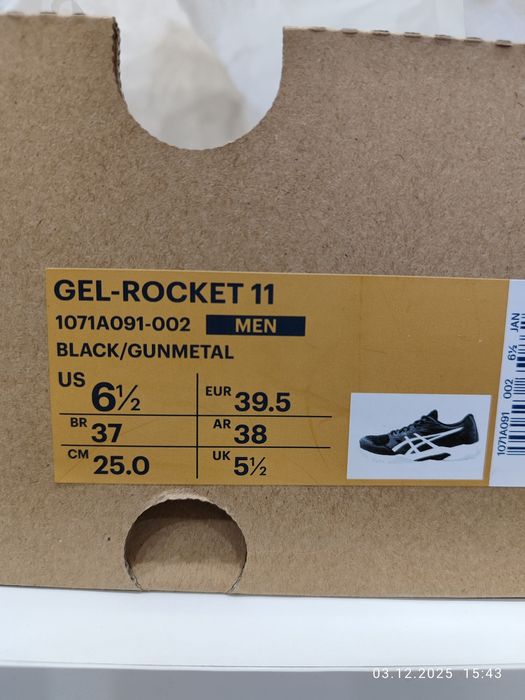 GEL-ROCKET 11
1071A091-002 MEN
BLACK/GUNMETAL
US 6½ EUR 39.5
BR 37 AR 38
CM 25.0 UK 5½
1071A091 002 6½ JAN
03.12.2025 15:43